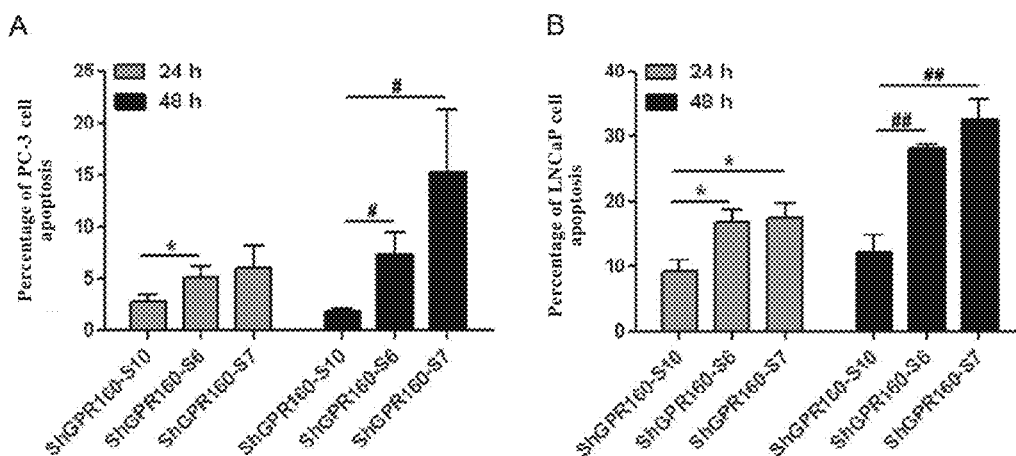 A
24 h
48 h
Percentage of PC-3 cell
apoptosis
25
20
15
10
5
0
*
#
#
ShGPR160-S10
ShGPR160-S6
ShGPR160-S7
ShGPR160-S10
ShGPR160-S6
ShGPR160-S7
B
24 h
48 h
Percentage of LNCaP cell
apoptosis
40
30
20
10
0
*
*
##
##
ShGPR160-S10
ShGPR160-S6
ShGPR160-S7
ShGPR160-S10
ShGPR160-S6
ShGPR160-S7